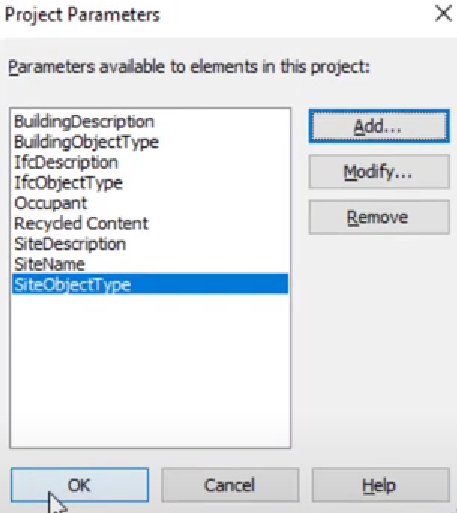 Project Parameters
Parameters available to elements in this project:
BuildingDescription
BuildingObjectType
IfcDescription
IfcObjectType
Occupant
Recycled Content
SiteDescription
SiteName
SiteObjectType
Add...
Modify...
Remove
OK
Cancel
Help